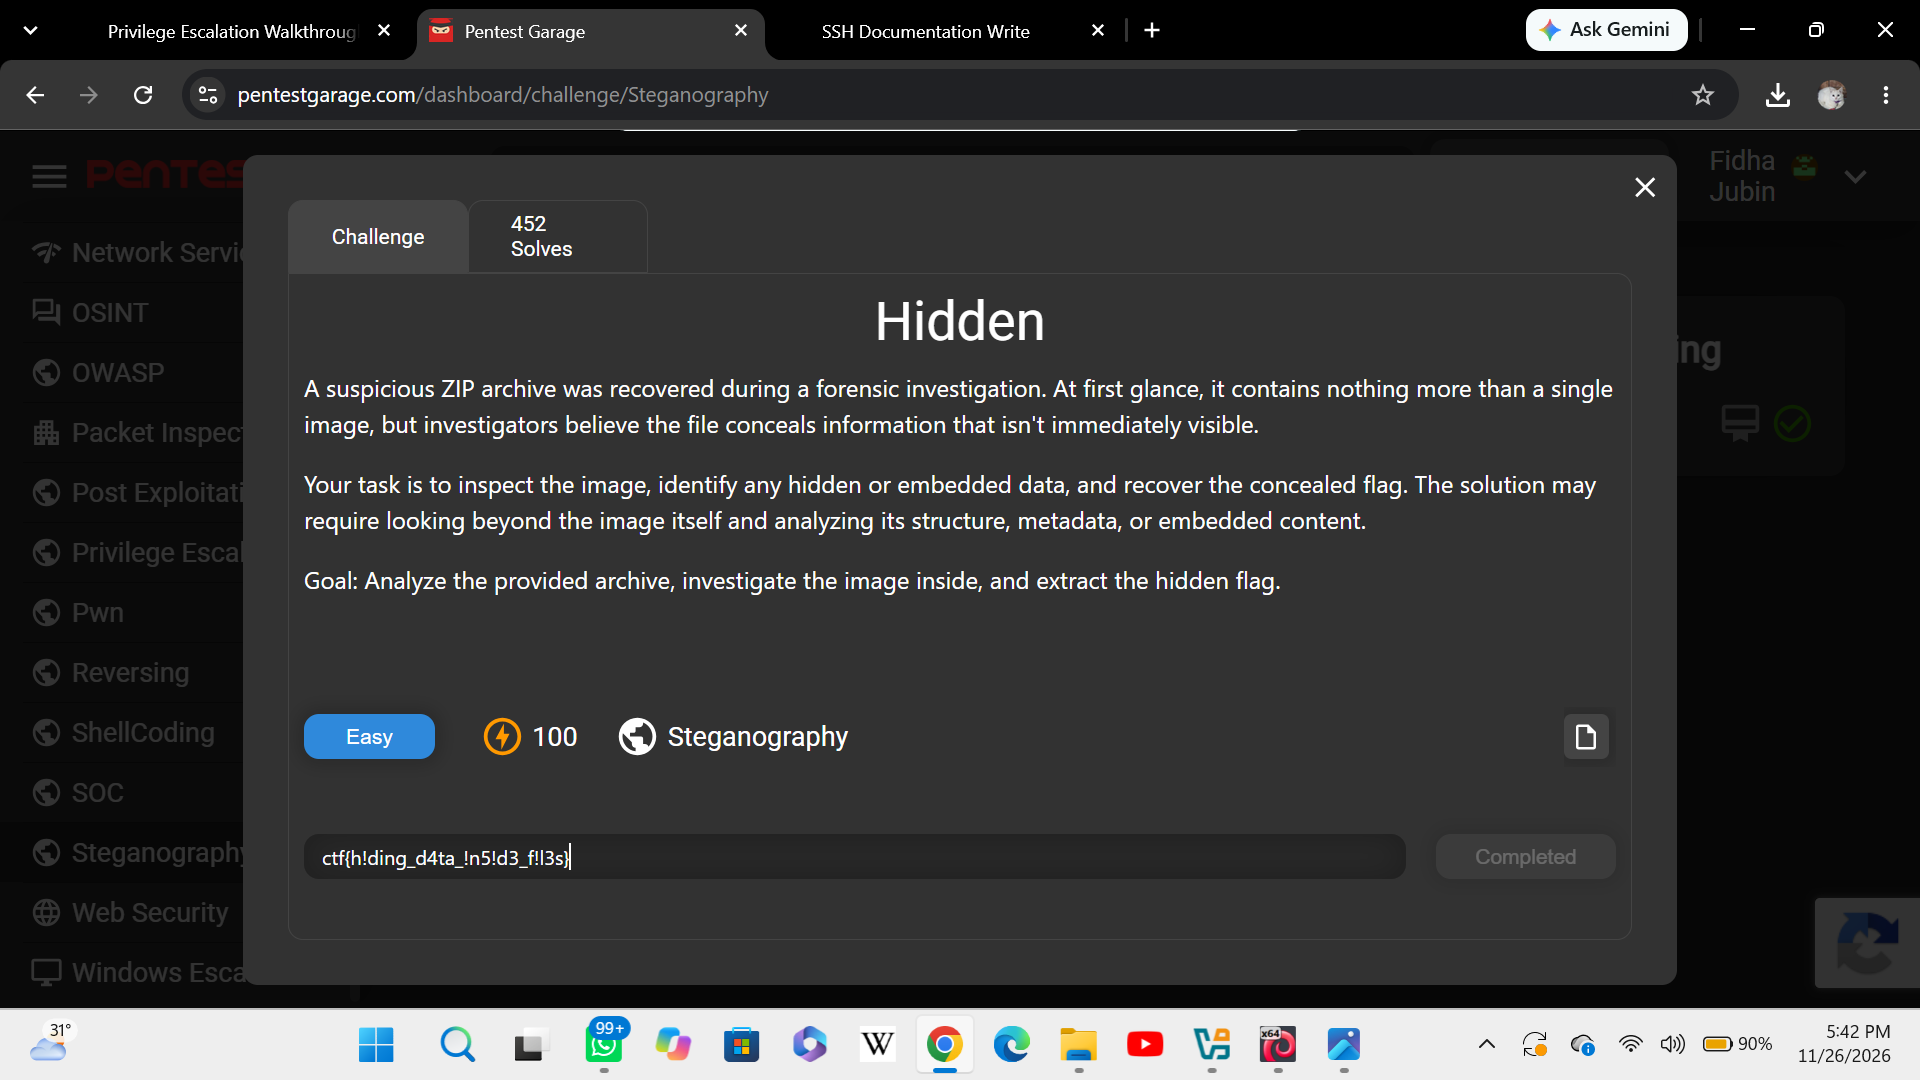 Privilege Escalation Walkthroug
Pentest Garage
SSH Documentation Write
Ask Gemini
pentestgarage.com/dashboard/challenge/Steganography
PenTes
Fidha
Jubin
Challenge
452
Solves
Network Servi
OSINT
OWASP
Packet Inspect
Post Exploitati
Privilege Escal
Pwn
Reversing
ShellCoding
SOC
Steganography
Web Security
Windows Esca
ing
Hidden
A suspicious ZIP archive was recovered during a forensic investigation. At first glance, it contains nothing more than a single
image, but investigators believe the file conceals information that isn't immediately visible.
Your task is to inspect the image, identify any hidden or embedded data, and recover the concealed flag. The solution may
require looking beyond the image itself and analyzing its structure, metadata, or embedded content.
Goal: Analyze the provided archive, investigate the image inside, and extract the hidden flag.
Easy
100
Steganography
ctf{h!ding_d4ta_!n5!d3_f!l3s}
Completed
31°
99+
W
x64
90%
5:42 PM
11/26/2026